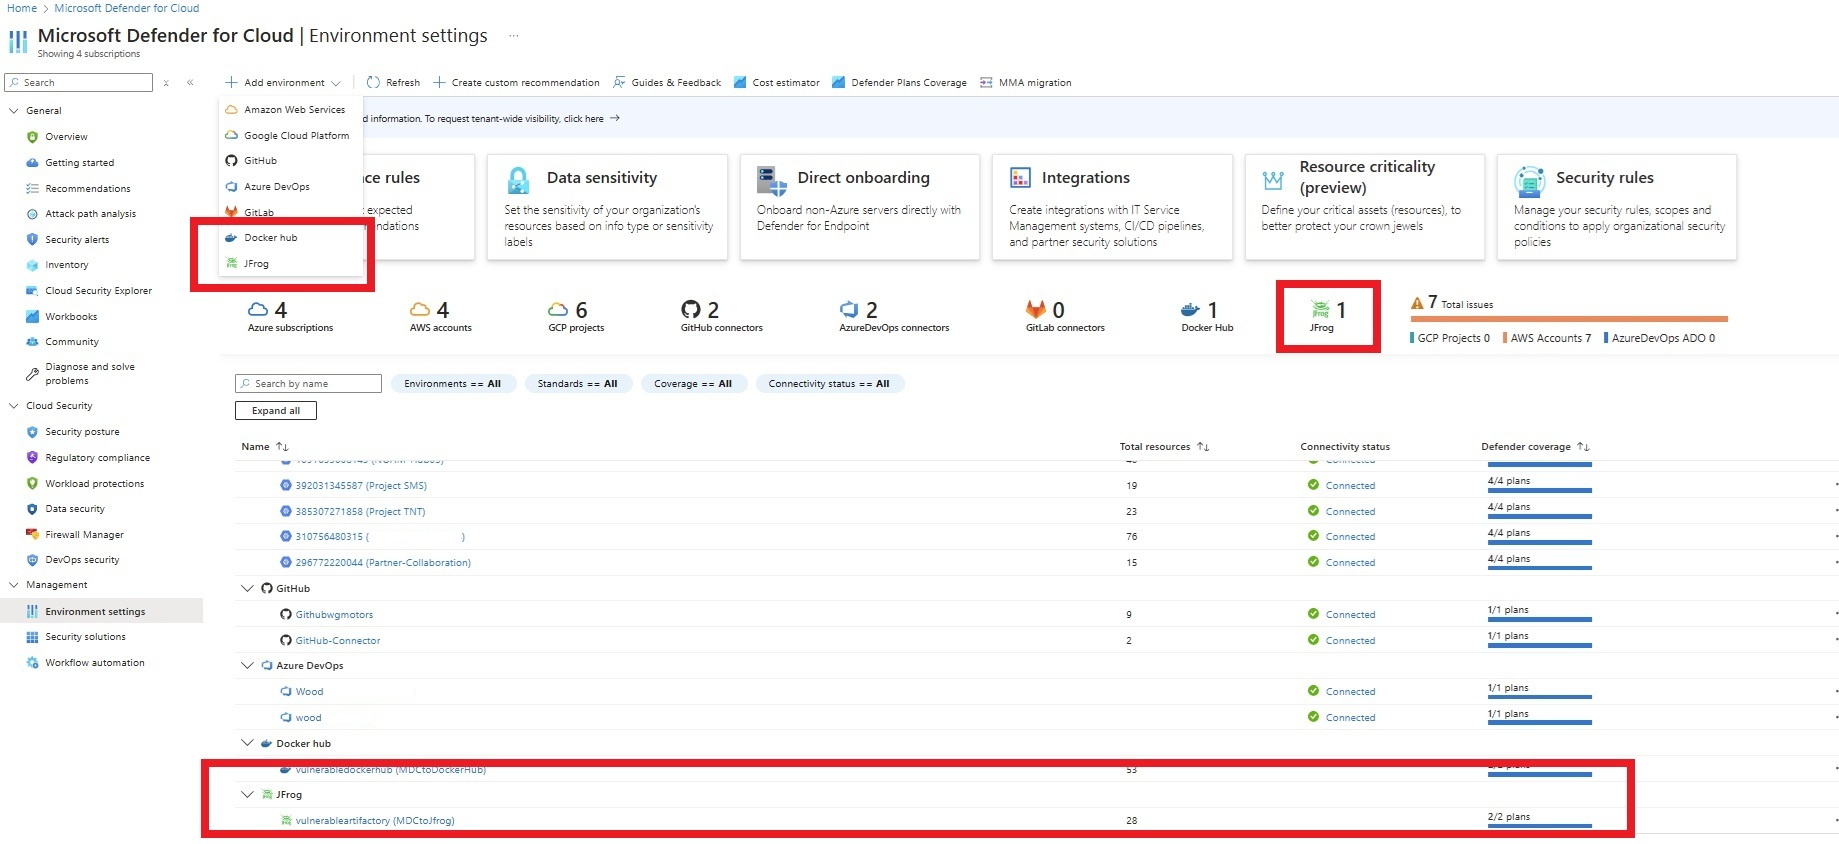 Home > Microsoft Defender for Cloud
Microsoft Defender for Cloud | Environment settings ...
Showing 4 subscriptions
Search
General
Overview
Getting started
Recommendations
Attack path analysis
Security alerts
Inventory
Cloud Security Explorer
Workbooks
Community
Diagnose and solve
problems
Cloud Security
Security posture
Regulatory compliance
Workload protections
Data security
Firewall Manager
DevOps security
Management
Environment settings
Security solutions
Workflow automation
Add environment
Refresh
Create custom recommendation
Guides & Feedback
Cost estimator
Defender Plans Coverage
MMA migration
Amazon Web Services
Google Cloud Platform
GitHub
Azure DevOps
GitLab
Docker hub
JFrog
d information. To request tenant-wide visibility, click here →
ce rules
expected
ndations
Data sensitivity
Set the sensitivity of your organization's
resources based on info type or sensitivity
labels
Direct onboarding
Onboard non-Azure servers directly with
Defender for Endpoint
Integrations
Create integrations with IT Service
Management systems, CI/CD pipelines,
and partner security solutions
Resource criticality
(preview)
Define your critical assets (resources), to
better protect your crown jewels
Security rules
Manage your security rules, scopes and
conditions to apply organizational security
policies
4
Azure subscriptions
4
AWS accounts
6
GCP projects
2
GitHub connectors
2
AzureDevOps connectors
0
GitLab connectors
1
Docker Hub
1
JFrog
7 Total issues
GCP Projects 0 AWS Accounts 7 AzureDevOps ADO 0
Search by name
Environments == All
Standards == All
Coverage == All
Connectivity status == All
Expand all
Name ↑↓ Total resources ↑↓ Connectivity status Defender coverage ↑↓
392031345587 (Project SMS) 19 Connected 4/4 plans
385307271858 (Project TNT) 23 Connected 4/4 plans
310756480315 ( ) 76 Connected 4/4 plans
296772220044 (Partner-Collaboration) 15 Connected 4/4 plans
GitHub
Githubwgmotors 9 Connected 1/1 plans
GitHub-Connector 2 Connected 1/1 plans
Azure DevOps
Wood Connected 1/1 plans
wood Connected 1/1 plans
Docker hub
vulnerabledockerhub (MDCtoDockerHub) 53
JFrog
vulnerableartifactory (MDCtoJfrog) 28 2/2 plans